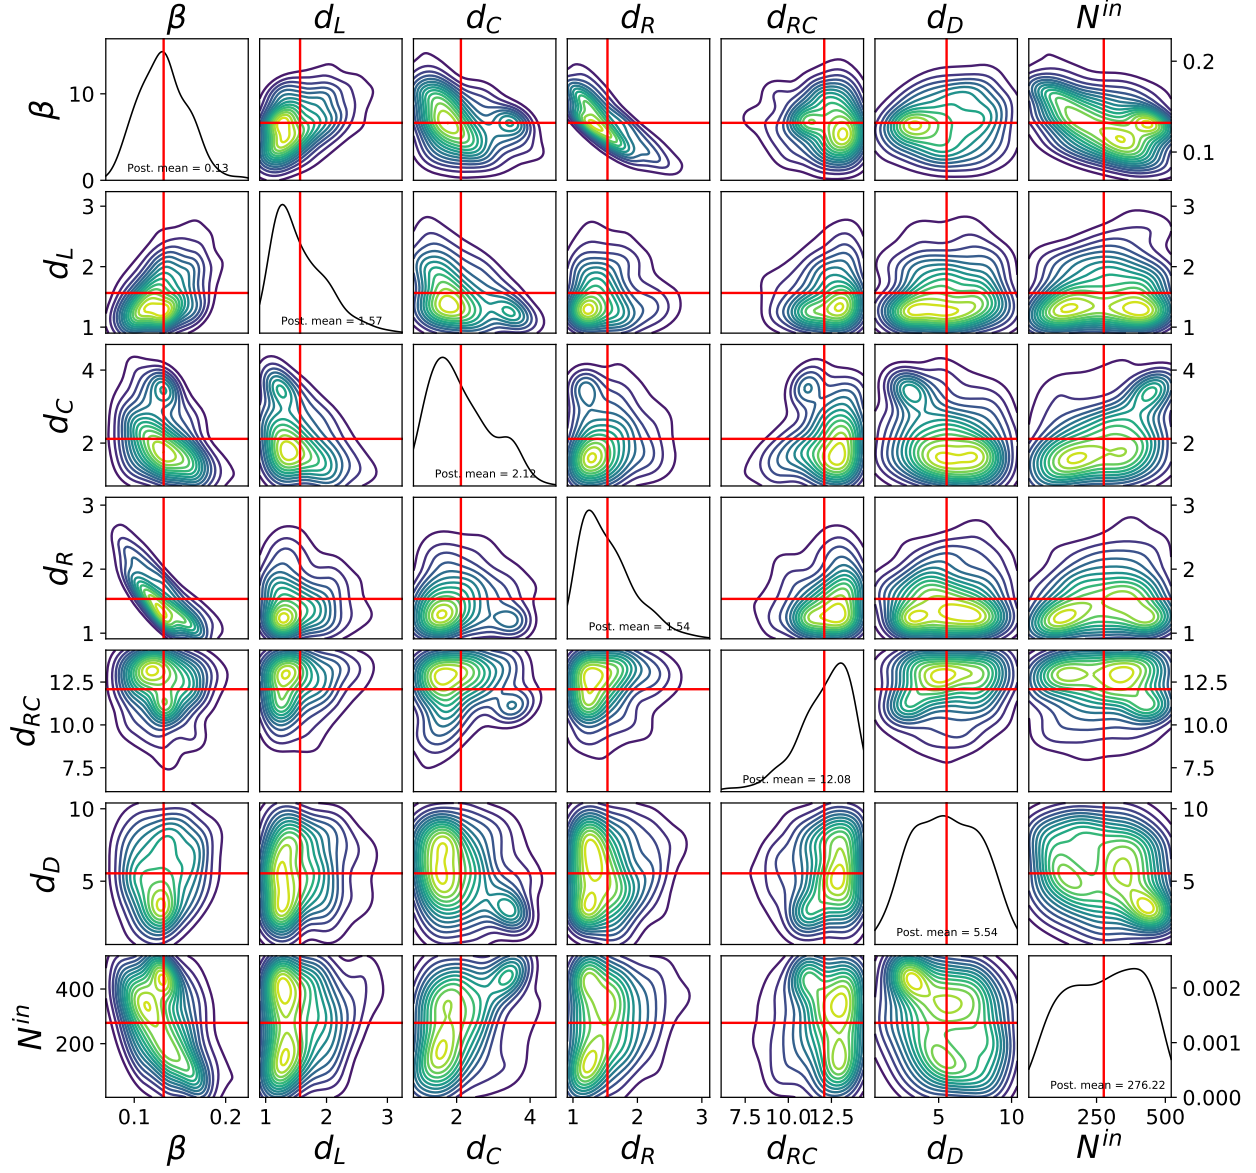 β d_L d_C d_R d_RC d_D N^in
β 10 0 Post. mean = 0.13 0.2 0.1
d_L 3 2 1 Post. mean = 1.57 3 2 1
d_C 4 2 Post. mean = 2.12 4 2
d_R 3 2 1 Post. mean = 1.54 3 2 1
d_RC 12.5 10.0 7.5 Post. mean = 12.08 12.5 10.0 7.5
d_D 10 5 Post. mean = 5.54 10 5
N^in 400 200 Post. mean = 276.22 0.002 0.001 0.000
0.1 0.2 1 2 3 2 4 1 2 3 7.5 10.0 12.5 5 10 250 500
β d_L d_C d_R d_RC d_D N^in